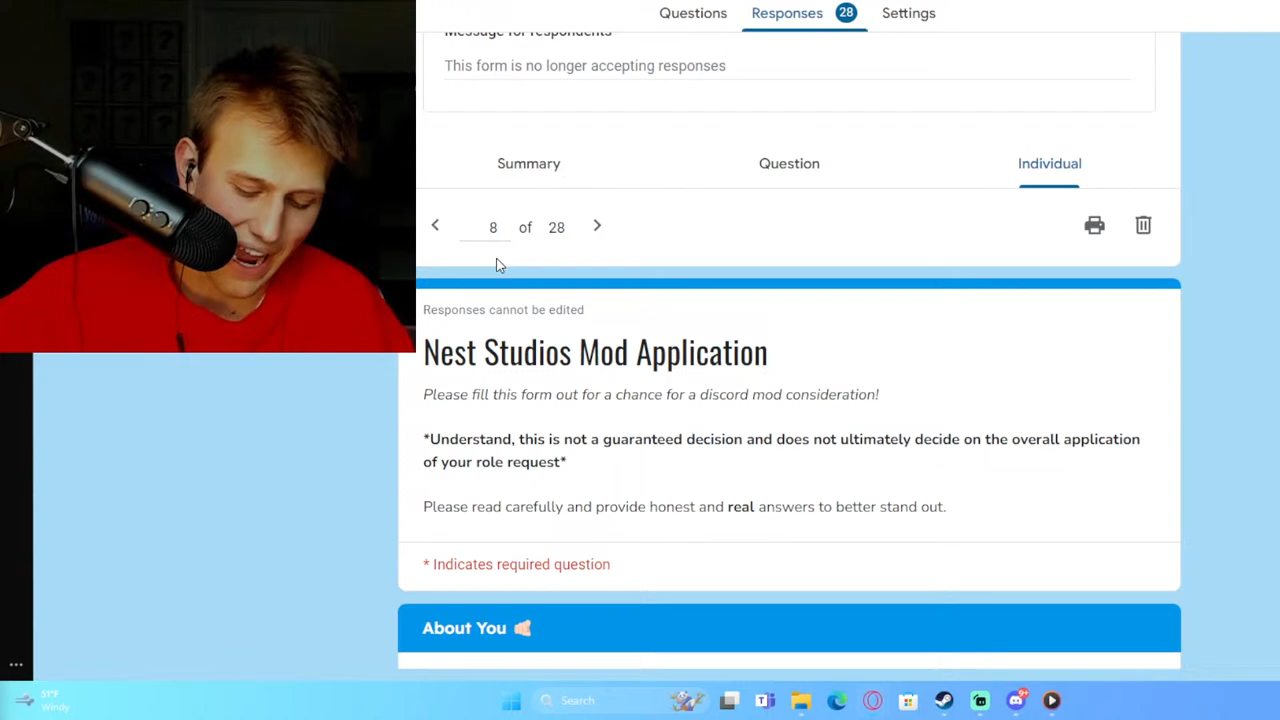 Questions
Responses 28
Settings
Message for respondents
This form is no longer accepting responses
Summary
Question
Individual
8 of 28
Responses cannot be edited
Nest Studios Mod Application
Please fill this form out for a chance for a discord mod consideration!
*Understand, this is not a guaranteed decision and does not ultimately decide on the overall application
of your role request*
Please read carefully and provide honest and real answers to better stand out.
* Indicates required question
About You
51°F
Windy
Search